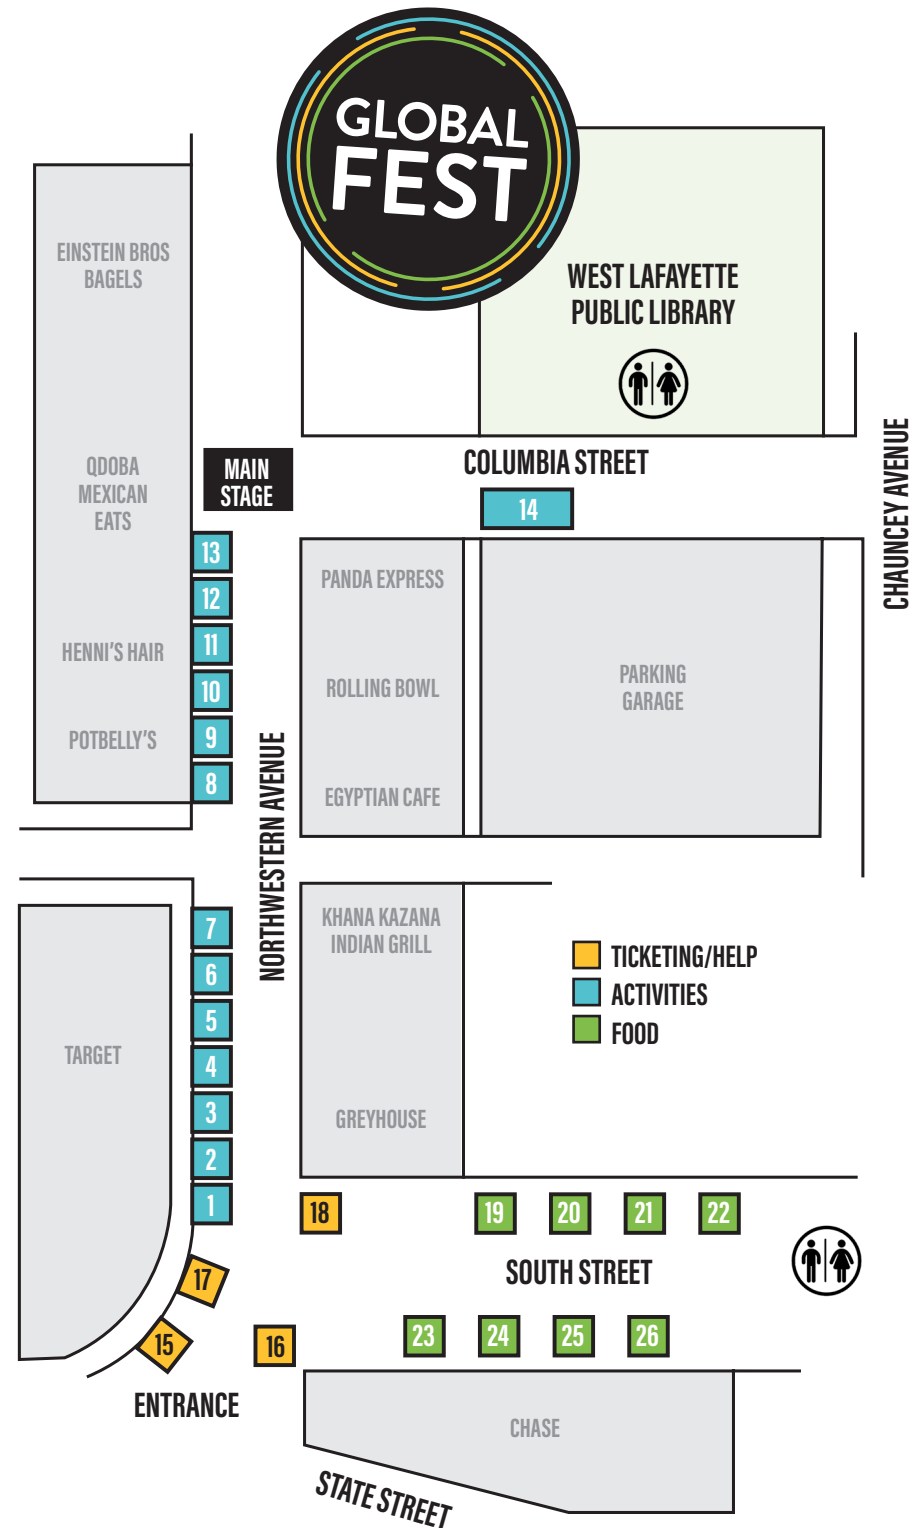 GLOBAL
FEST
WEST LAFAYETTE
PUBLIC LIBRARY
EINSTEIN BROS
BAGELS
QDOBA
MEXICAN
EATS
MAIN
STAGE
COLUMBIA STREET
14
CHAUNCEY AVENUE
13
12
11
10
9
8
HENNI'S HAIR
POTBELLY'S
PANDA EXPRESS
ROLLING BOWL
EGYPTIAN CAFE
PARKING
GARAGE
NORTHWESTERN AVENUE
7
6
5
4
3
2
1
TARGET
KHANA KAZANA
INDIAN GRILL
GREYHOUSE
TICKETING/HELP
ACTIVITIES
FOOD
18
19
20
21
22
SOUTH STREET
17
15
16
23
24
25
26
ENTRANCE
CHASE
STATE STREET